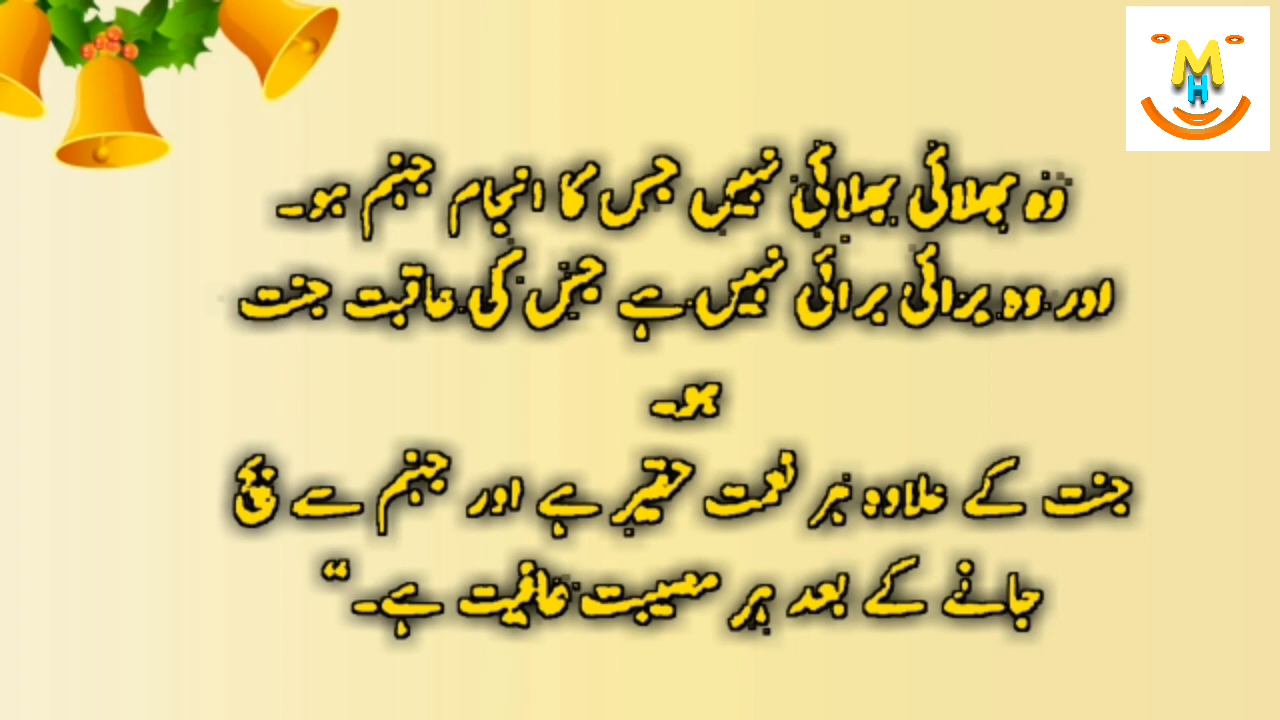 M
H
وہ بھلائی بھلائی نہیں جس کا انجام جہنم ہو۔
اور وہ برائی برائی نہیں ہے جس کی عاقبت جنت
ہو۔
جنت کے علاوہ ہر نعمت حقیر ہے اور جہنم سے بچ
جانے کے بعد ہر مصیبت عافیت ہے۔“